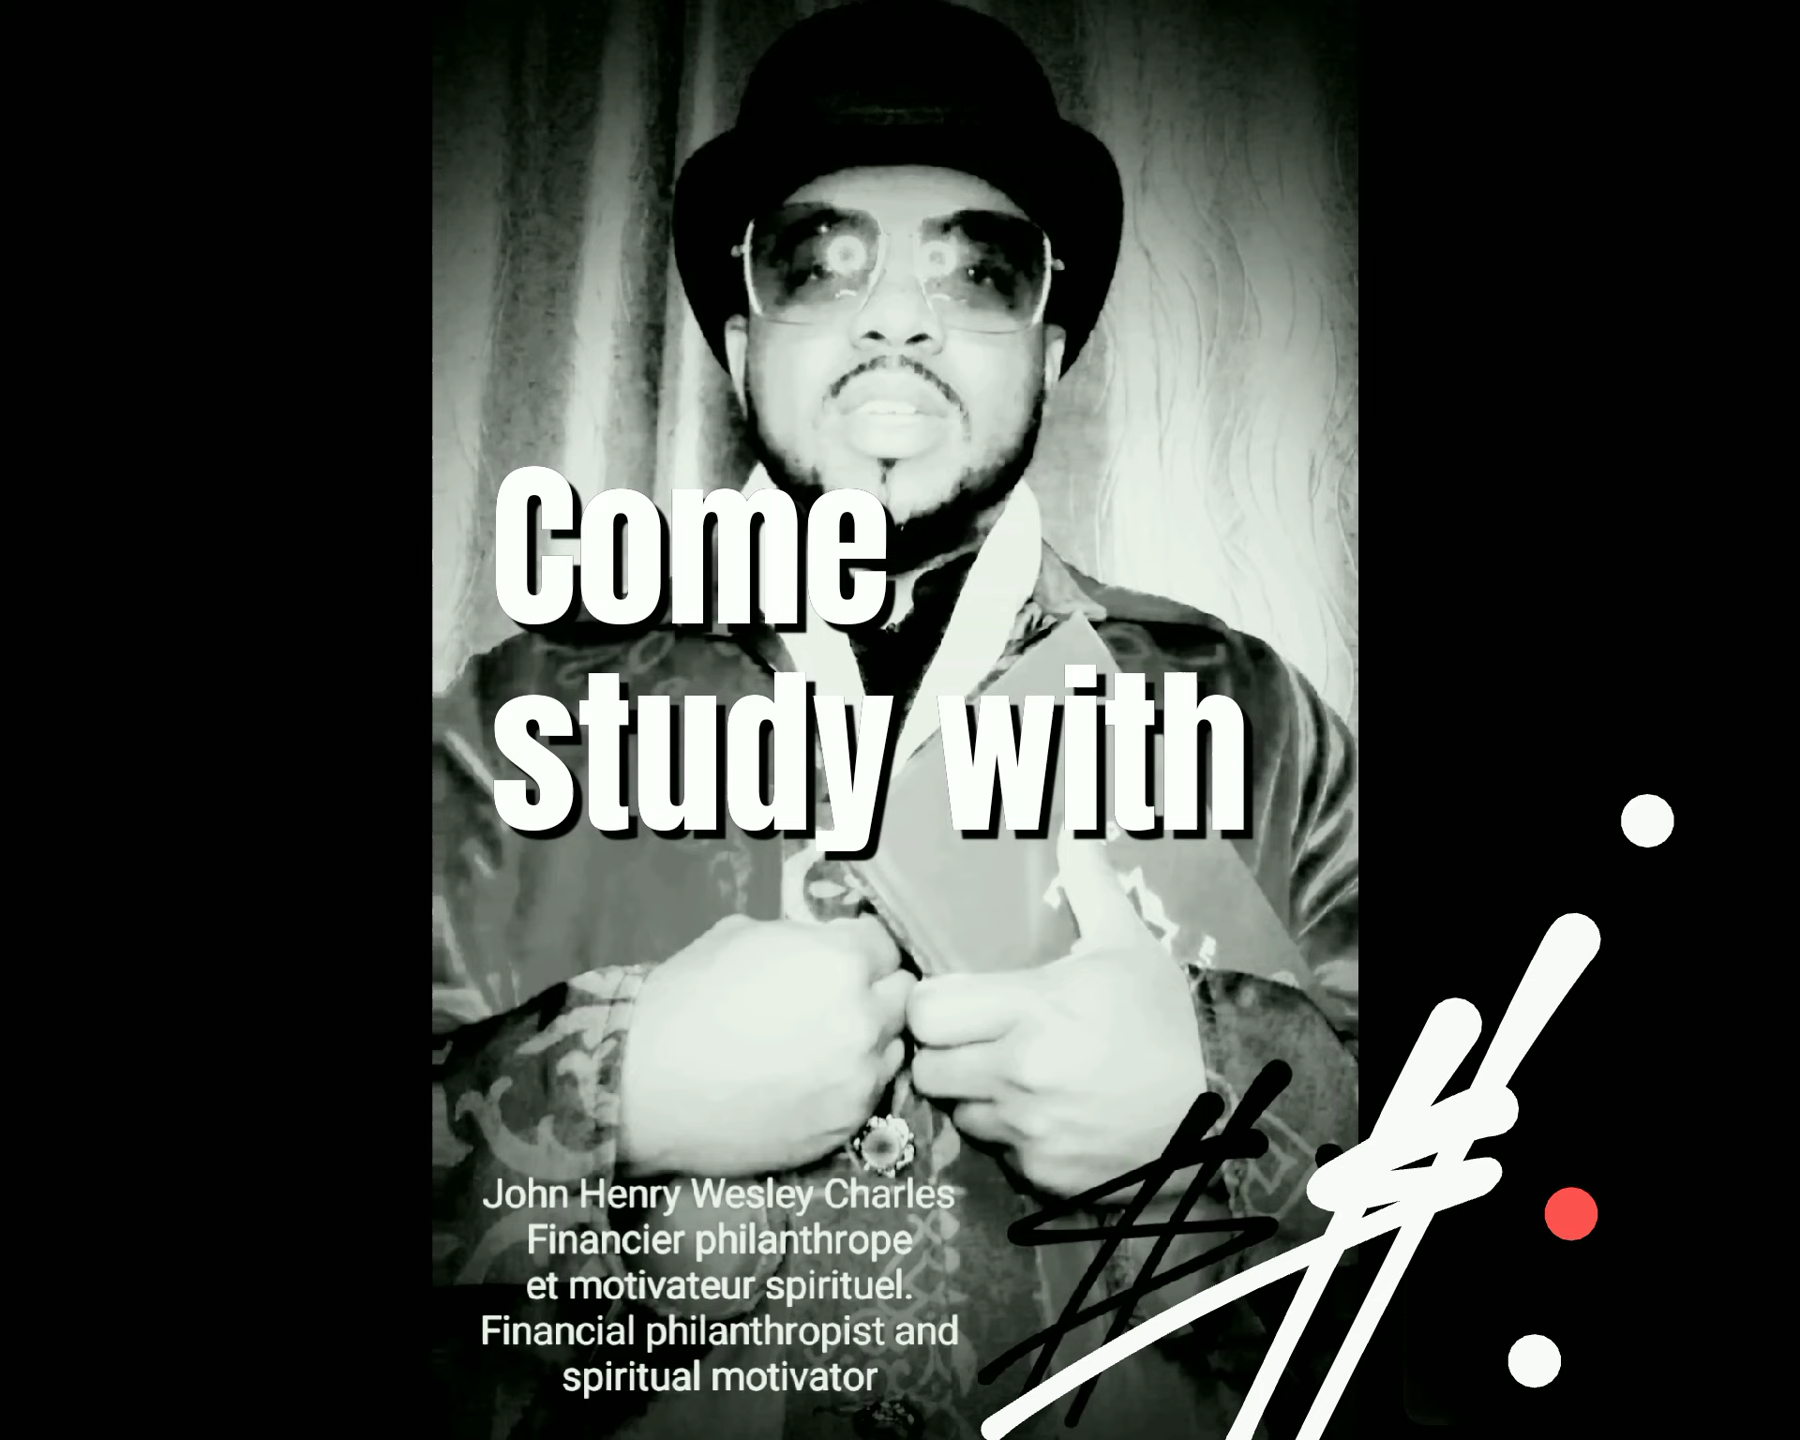 Come
study with
John Henry Wesley Charles
Financier philanthrope
et motivateur spirituel.
Financial philanthropist and
spiritual motivator